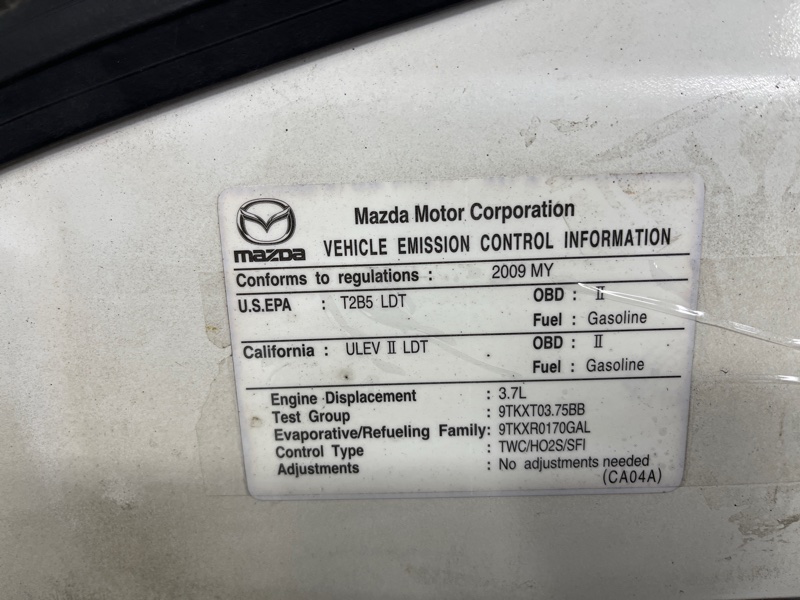 mazda
Mazda Motor Corporation
VEHICLE EMISSION CONTROL INFORMATION
Conforms to regulations : 2009 MY
U.S.EPA : T2B5 LDT OBD : II
Fuel : Gasoline
California : ULEV II LDT OBD : II
Fuel : Gasoline
Engine Displacement : 3.7L
Test Group : 9TKXT03.75BB
Evaporative/Refueling Family: 9TKXR0170GAL
Control Type : TWC/HO2S/SFI
Adjustments : No adjustments needed
(CA04A)